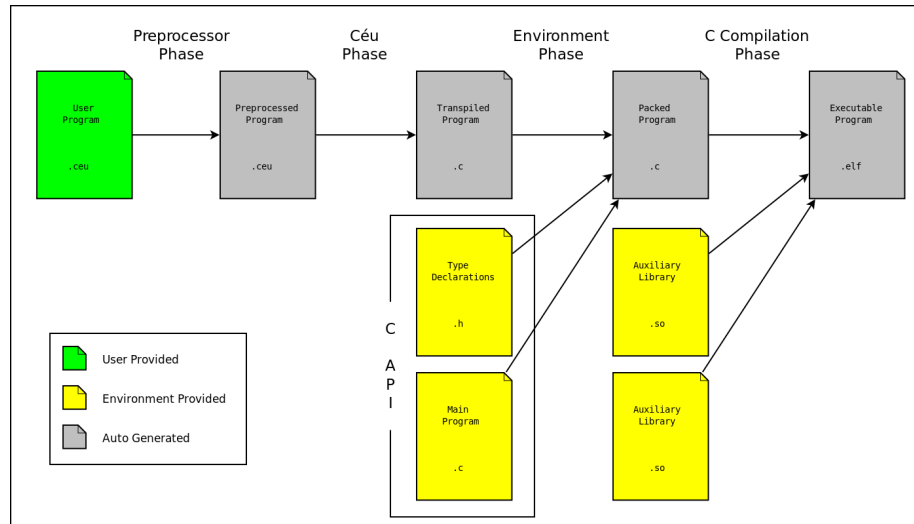 Preprocessor
Phase
Céu
Phase
Environment
Phase
C Compilation
Phase
User
Program
.ceu
Preprocessed
Program
.ceu
Transpiled
Program
.c
Packed
Program
.c
Executable
Program
.elf
Type
Declarations
.h
Auxiliary
Library
.so
C
A
P
I
Main
Program
.c
Auxiliary
Library
.so
User Provided
Environment Provided
Auto Generated